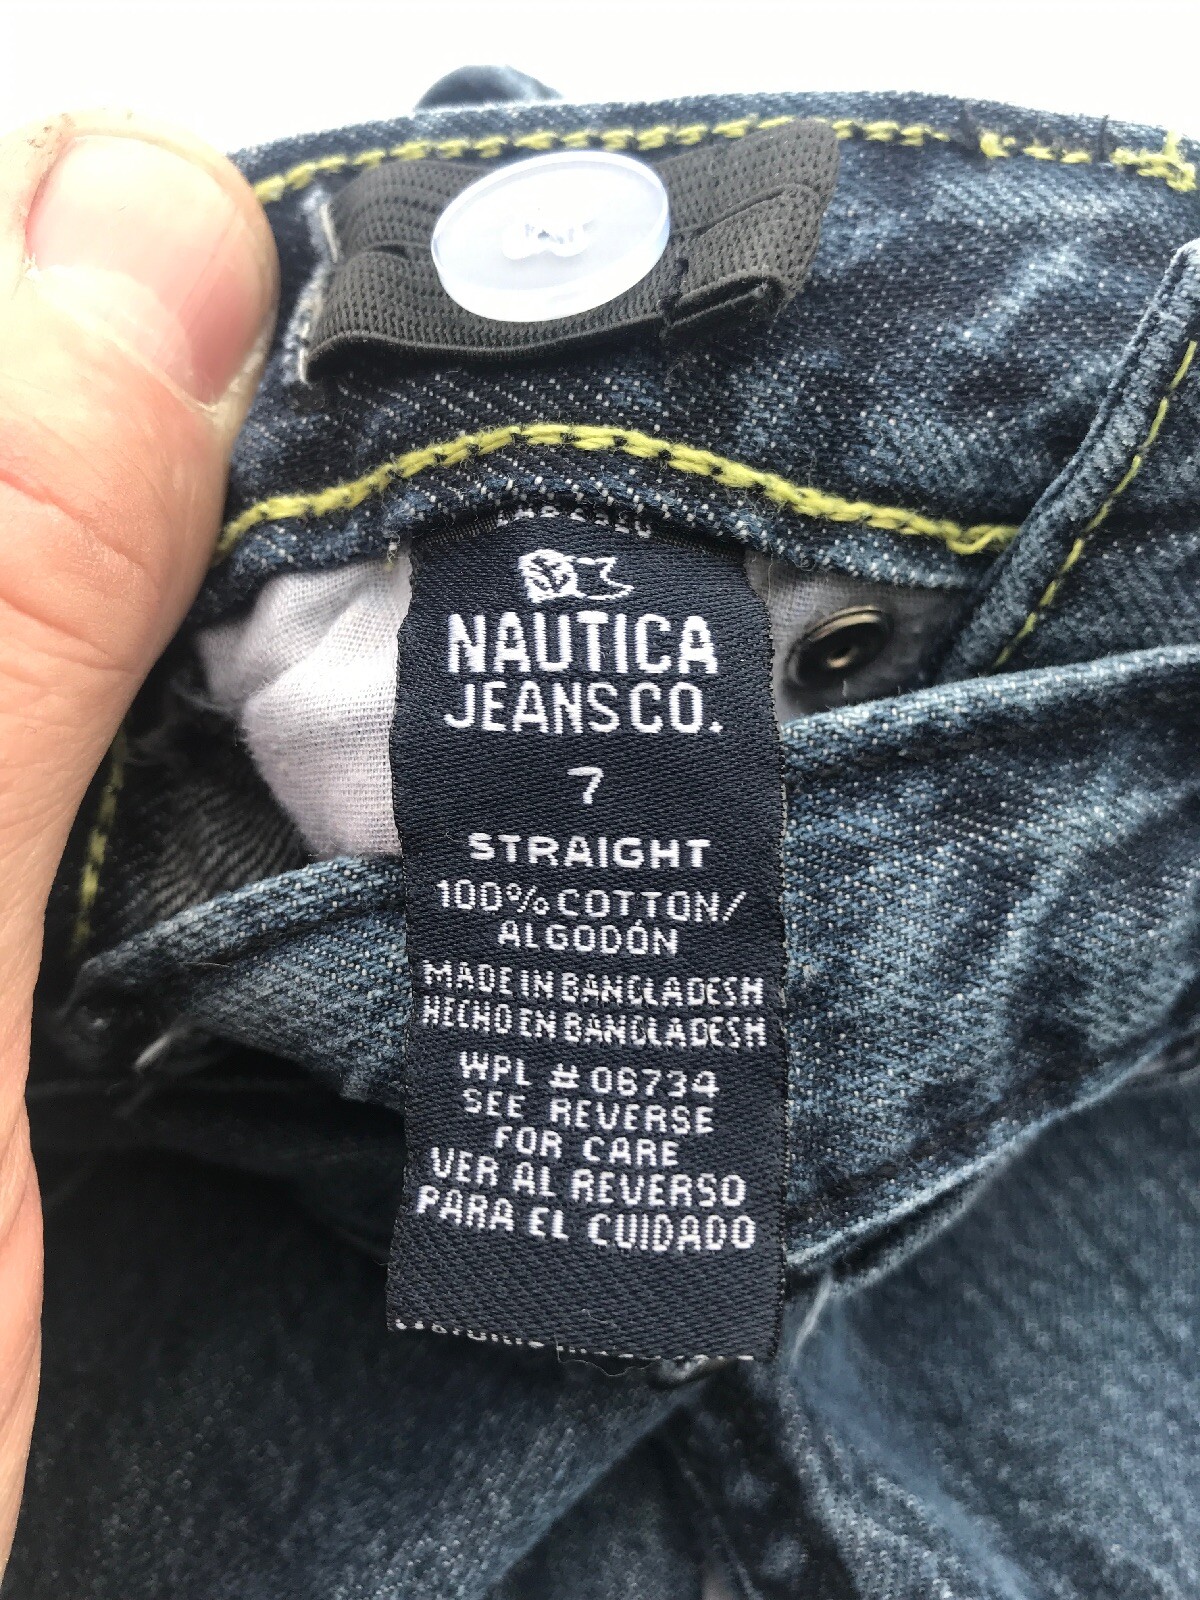 NAUTICA
JEANS CO.
7
STRAIGHT
100% COTTON/
ALGODÓN
MADE IN BANGLADESH
HECHO EN BANGLADESH
WPL # 06734
SEE REVERSE
FOR CARE
VER AL REVERSO
PARA EL CUIDADO